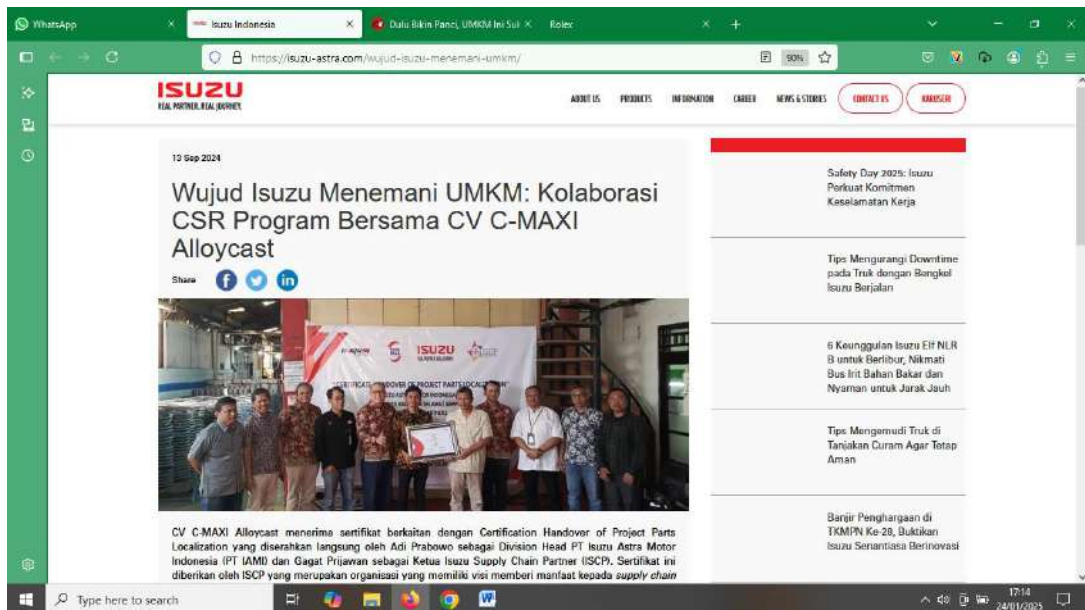 WhatsApp
Isuzu Indonesia
Dulu Bikin Panci, UMKM Ini Sul
Rolex
https://isuzu-astra.com/wujud-isuzu-menemani-umkm/
90%
ISUZU
REAL PARTNER, REAL JOURNEY
ABOUT US
PRODUCTS
INFORMATION
CAREER
NEWS & STORIES
CONTACT US
KAROSERI
13 Sep 2024
Wujud Isuzu Menemani UMKM: Kolaborasi
CSR Program Bersama CV C-MAXI
Alloycast
Share
ISUZU
"CERTIFICATE HANDOVER OF PROJECT PARTS LOCALIZATION"
CV C-MAXI Alloycast menerima sertifikat berkaitan dengan Certification Handover of Project Parts
Localization yang diserahkan langsung oleh Adi Prabowo sebagai Division Head PT Isuzu Astra Motor
Indonesia (PT IAMI) dan Gagat Prijawan sebagai Ketua Isuzu Supply Chain Partner (ISCP). Sertifikat ini
diberikan oleh ISCP yang merupakan organisasi yang memiliki visi memberi manfaat kepada supply chain
Safety Day 2025: Isuzu
Perkuat Komitmen
Keselamatan Kerja
Tips Mengurangi Downtime
pada Truk dengan Bengkel
Isuzu Berjalan
6 Keunggulan Isuzu Elf NLR
B untuk Berlibur, Nikmati
Bus Irit Bahan Bakar dan
Nyaman untuk Jarak Jauh
Tips Mengemudi Truk di
Tanjakan Curam Agar Tetap
Aman
Banjir Penghargaan di
TKMPN Ke-28, Buktikan
Isuzu Senantiasa Berinovasi
Type here to search
17:14
24/01/2025